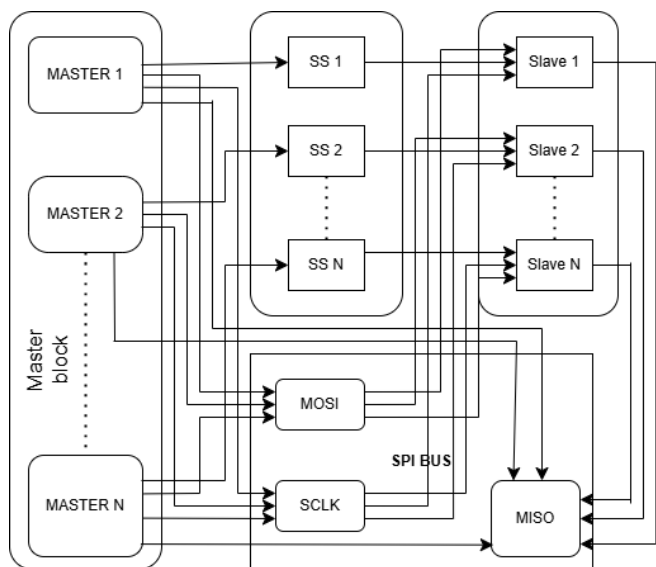 MASTER 1
SS 1
Slave 1
MASTER 2
SS 2
Slave 2
SS N
Slave N
Master
block
MOSI
SPI BUS
MASTER N
SCLK
MISO